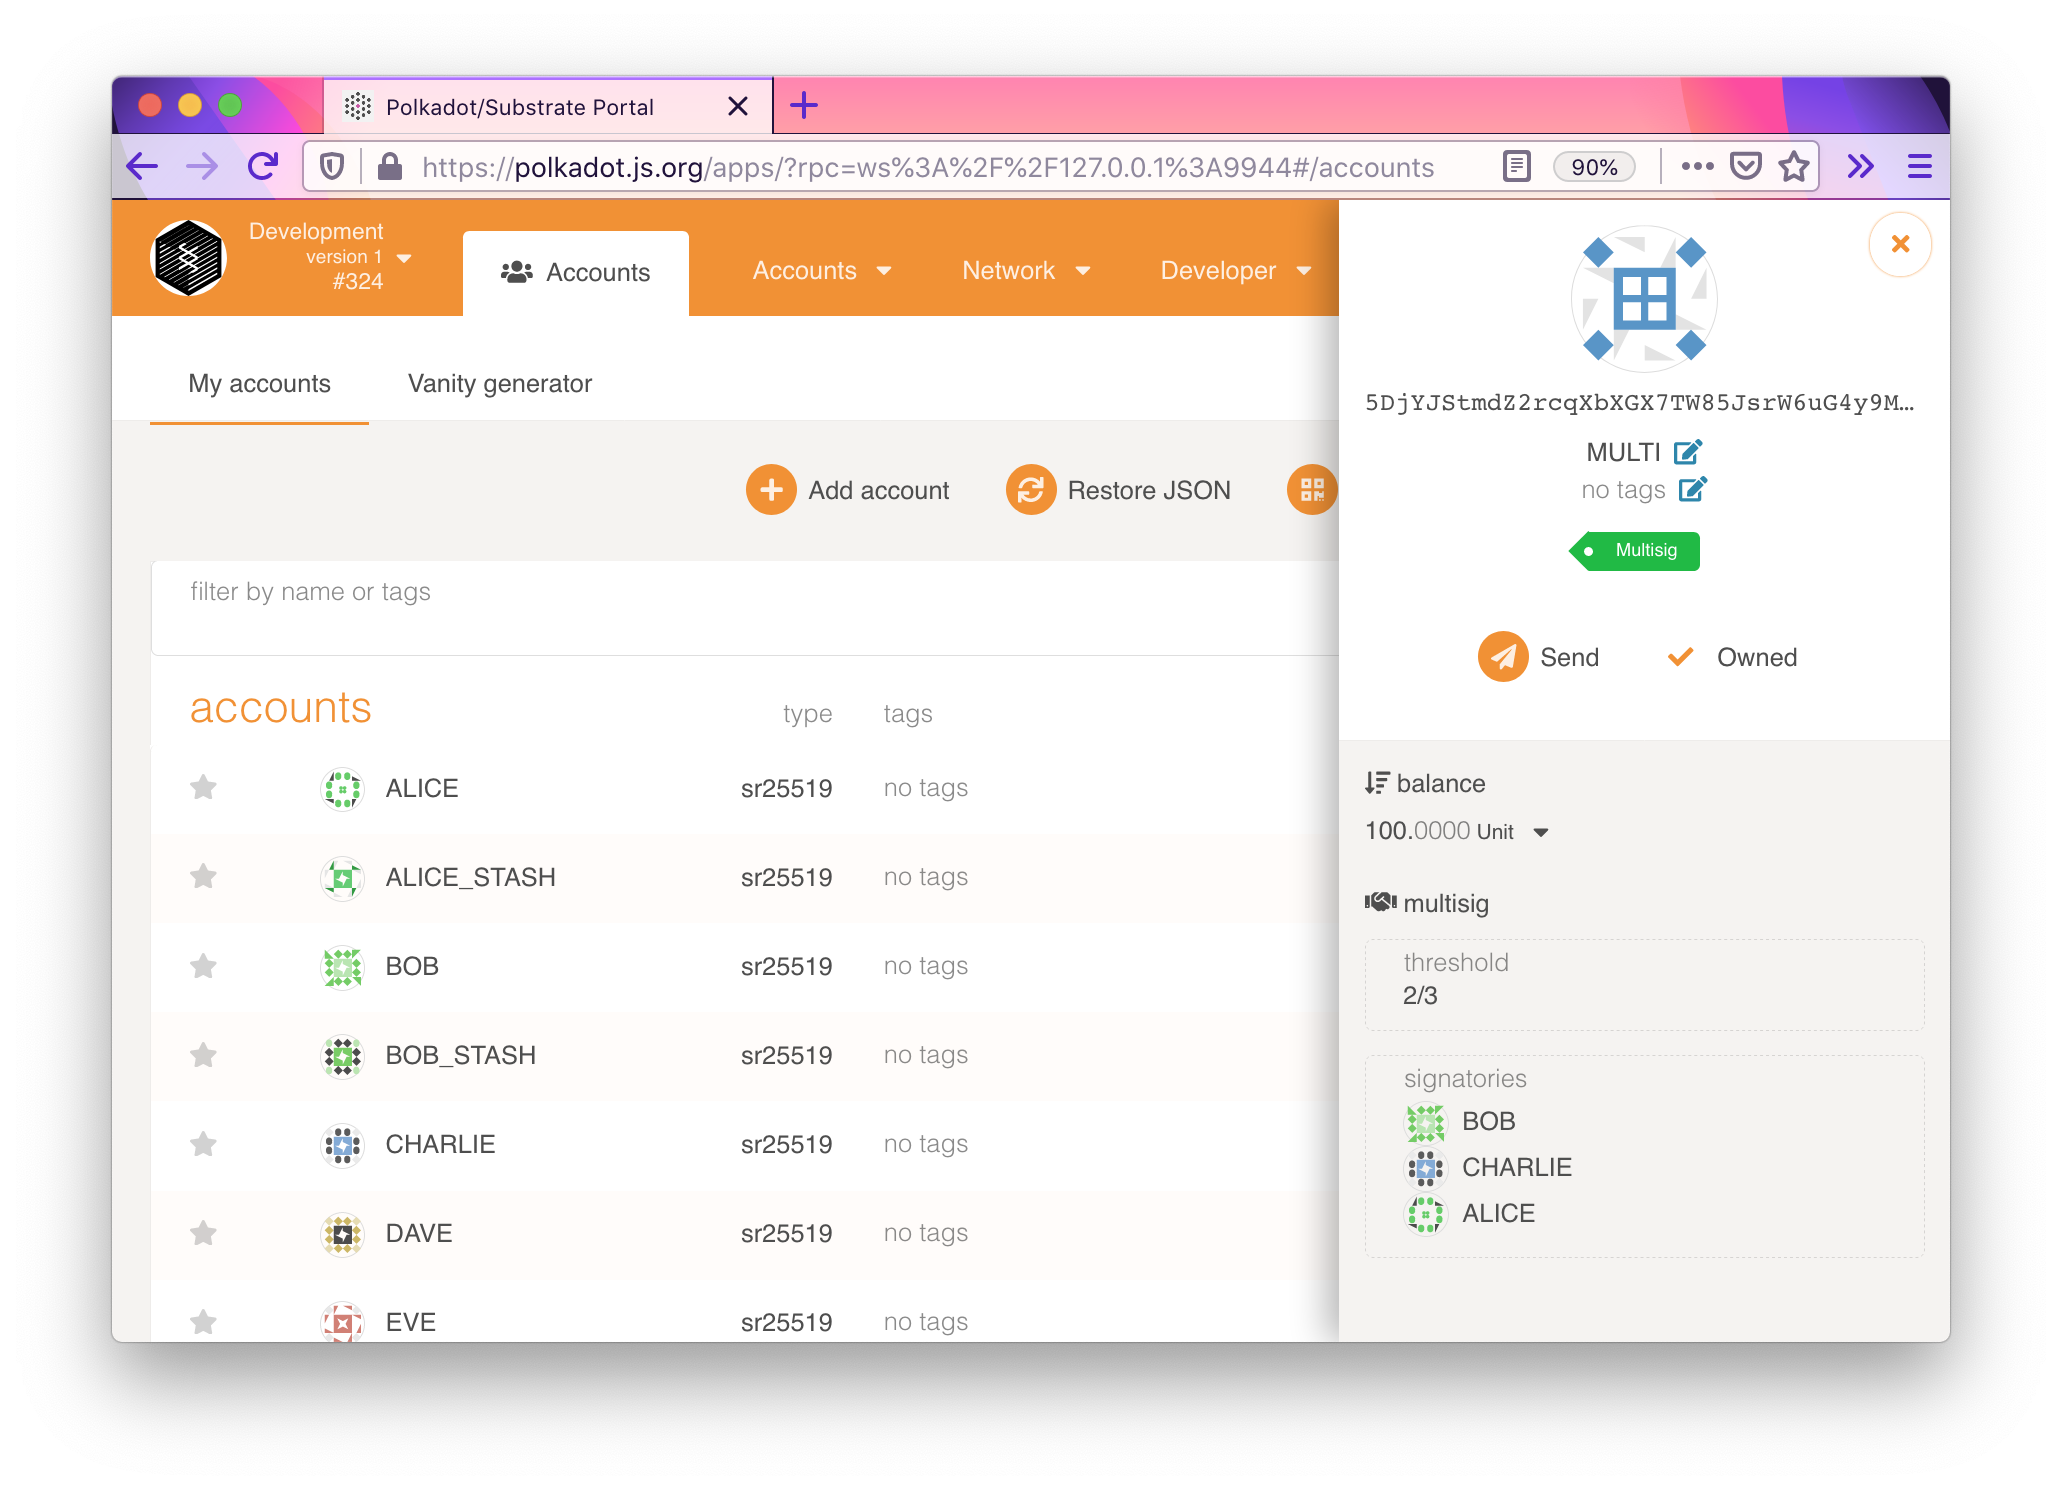 Polkadot/Substrate Portal
https://polkadot.js.org/apps/?rpc=ws%3A%2F%2F127.0.0.1%3A9944#/accounts
90%
Development
version 1
#324
Accounts
Accounts
Network
Developer
My accounts
Vanity generator
Add account
Restore JSON
filter by name or tags
accounts type tags
ALICE sr25519 no tags
ALICE_STASH sr25519 no tags
BOB sr25519 no tags
BOB_STASH sr25519 no tags
CHARLIE sr25519 no tags
DAVE sr25519 no tags
EVE sr25519 no tags
5DjYJStmdZ2rcqXbXGX7TW85JsrW6uG4y9M…
MULTI
no tags
Multisig
Send
Owned
balance
100.0000 Unit
multisig
threshold
2/3
signatories
BOB
CHARLIE
ALICE